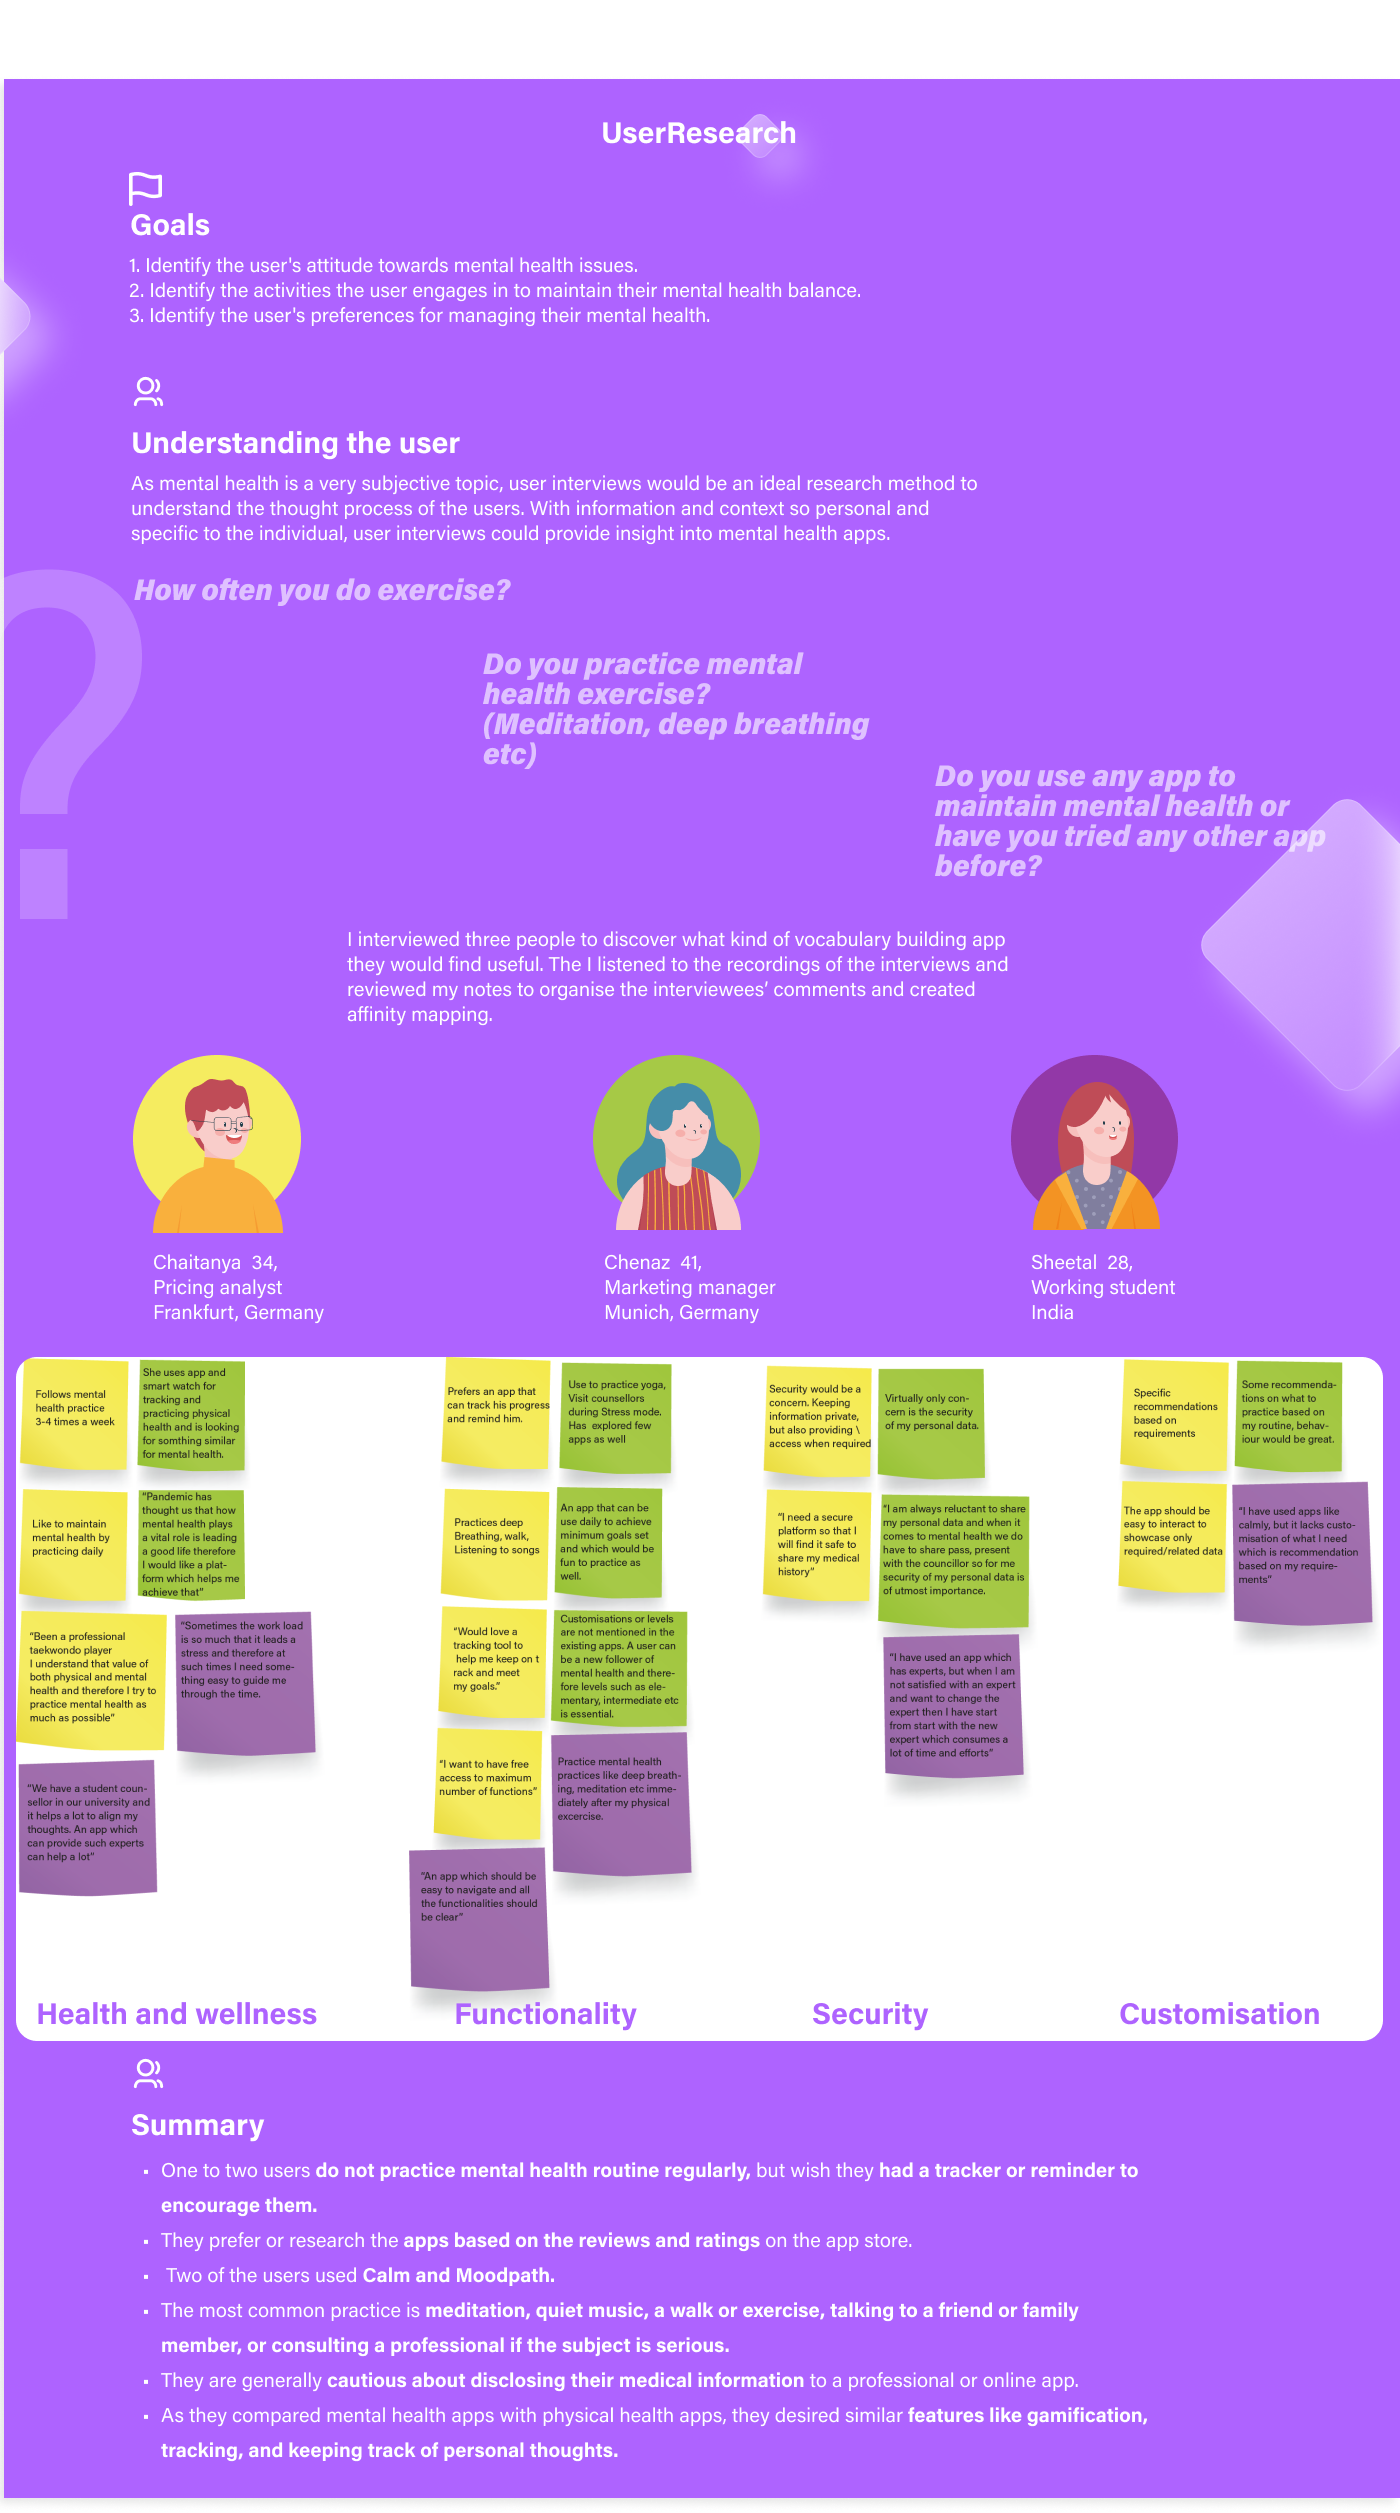 UserResearch
Goals
1. Identify the user's attitude towards mental health issues.
2. Identify the activities the user engages in to maintain their mental health balance.
3. Identify the user's preferences for managing their mental health.
Understanding the user
As mental health is a very subjective topic, user interviews would be an ideal research method to
understand the thought process of the users. With information and context so personal and
specific to the individual, user interviews could provide insight into mental health apps.
?
How often you do exercise?
Do you practice mental
health exercise?
(Meditation, deep breathing
etc)
Do you use any app to
maintain mental health or
have you tried any other app
before?
I interviewed three people to discover what kind of vocabulary building app
they would find useful. The I listened to the recordings of the interviews and
reviewed my notes to organise the interviewees’ comments and created
affinity mapping.
Chaitanya  34,
Pricing analyst
Frankfurt, Germany
Chenaz  41,
Marketing manager
Munich, Germany
Sheetal  28,
Working student
India
Follows mental
health practice
3-4 times a week
She uses app and
smart watch for
tracking and
practicing physical
health and is looking
for somthing similar
for mental health.
Like to maintain
mental health by
practicing daily
“Pandemic has
thought us that how
mental health plays
a vital role is leading
a good life therefore
I would like a plat-
form which helps me
achieve that”
“Been a professional
taekwondo player
I understand that value of
both physical and mental
health and therefore I try to
practice mental health as
much as possible”
“Sometimes the work load
is so much that it leads a
stress and therefore at
such times I need some-
thing easy to guide me
through the time.
“We have a student coun-
sellor in our university and
it helps a lot to align my
thoughts. An app which
can provide such experts
can help a lot”
Health and wellness
Prefers an app that
can track his progress
and remind him.
Use to practice yoga,
Visit counsellors
during Stress mode.
Has  explored few
apps as well
Practices deep
Breathing, walk,
Listening to songs
An app that can be
use daily to achieve
minimum goals set
and which would be
fun to practice as
well.
“Would love a
tracking tool to
help me keep on t
rack and meet
my goals.”
Customisations or levels
are not mentioned in the
existing apps. A user can
be a new follower of
mental health and there-
fore levels such as ele-
mentary, intermediate etc
is essential.
“I want to have free
access to maximum
number of functions”
Practice mental health
practices like deep breath-
ing, meditation etc imme-
diately after my physical
excercise.
“An app which should be
easy to navigate and all
the functionalities should
be clear”
Functionality
Security would be a
concern. Keeping
information private,
but also providing \
access when required
Virtually only con-
cern is the security
of my personal data.
“I need a secure
platform so that I
will find it safe to
share my medical
history”
“I am always reluctant to share
my personal data and when it
comes to mental health we do
have to share pass, present
with the councillor so for me
security of my personal data is
of utmost importance.
“I have used an app which
has experts, but when I am
not satisfied with an expert
and want to change the
expert then I have start
from start with the new
expert which consumes a
lot of time and efforts”
Security
Specific
recommendations
based on
requirements
Some recommenda-
tions on what to
practice based on
my routine, behav-
iour would be great.
The app should be
easy to interact to
showcase only
required/related data
“I have used apps like
calmly, but it lacks custo-
misation of what I need
which is recommendation
based on my require-
ments”
Customisation
Summary
▪ One to two users do not practice mental health routine regularly, but wish they had a tracker or reminder to
encourage them.
▪ They prefer or research the apps based on the reviews and ratings on the app store.
▪ Two of the users used Calm and Moodpath.
▪ The most common practice is meditation, quiet music, a walk or exercise, talking to a friend or family
member, or consulting a professional if the subject is serious.
▪ They are generally cautious about disclosing their medical information to a professional or online app.
▪ As they compared mental health apps with physical health apps, they desired similar features like gamification,
tracking, and keeping track of personal thoughts.